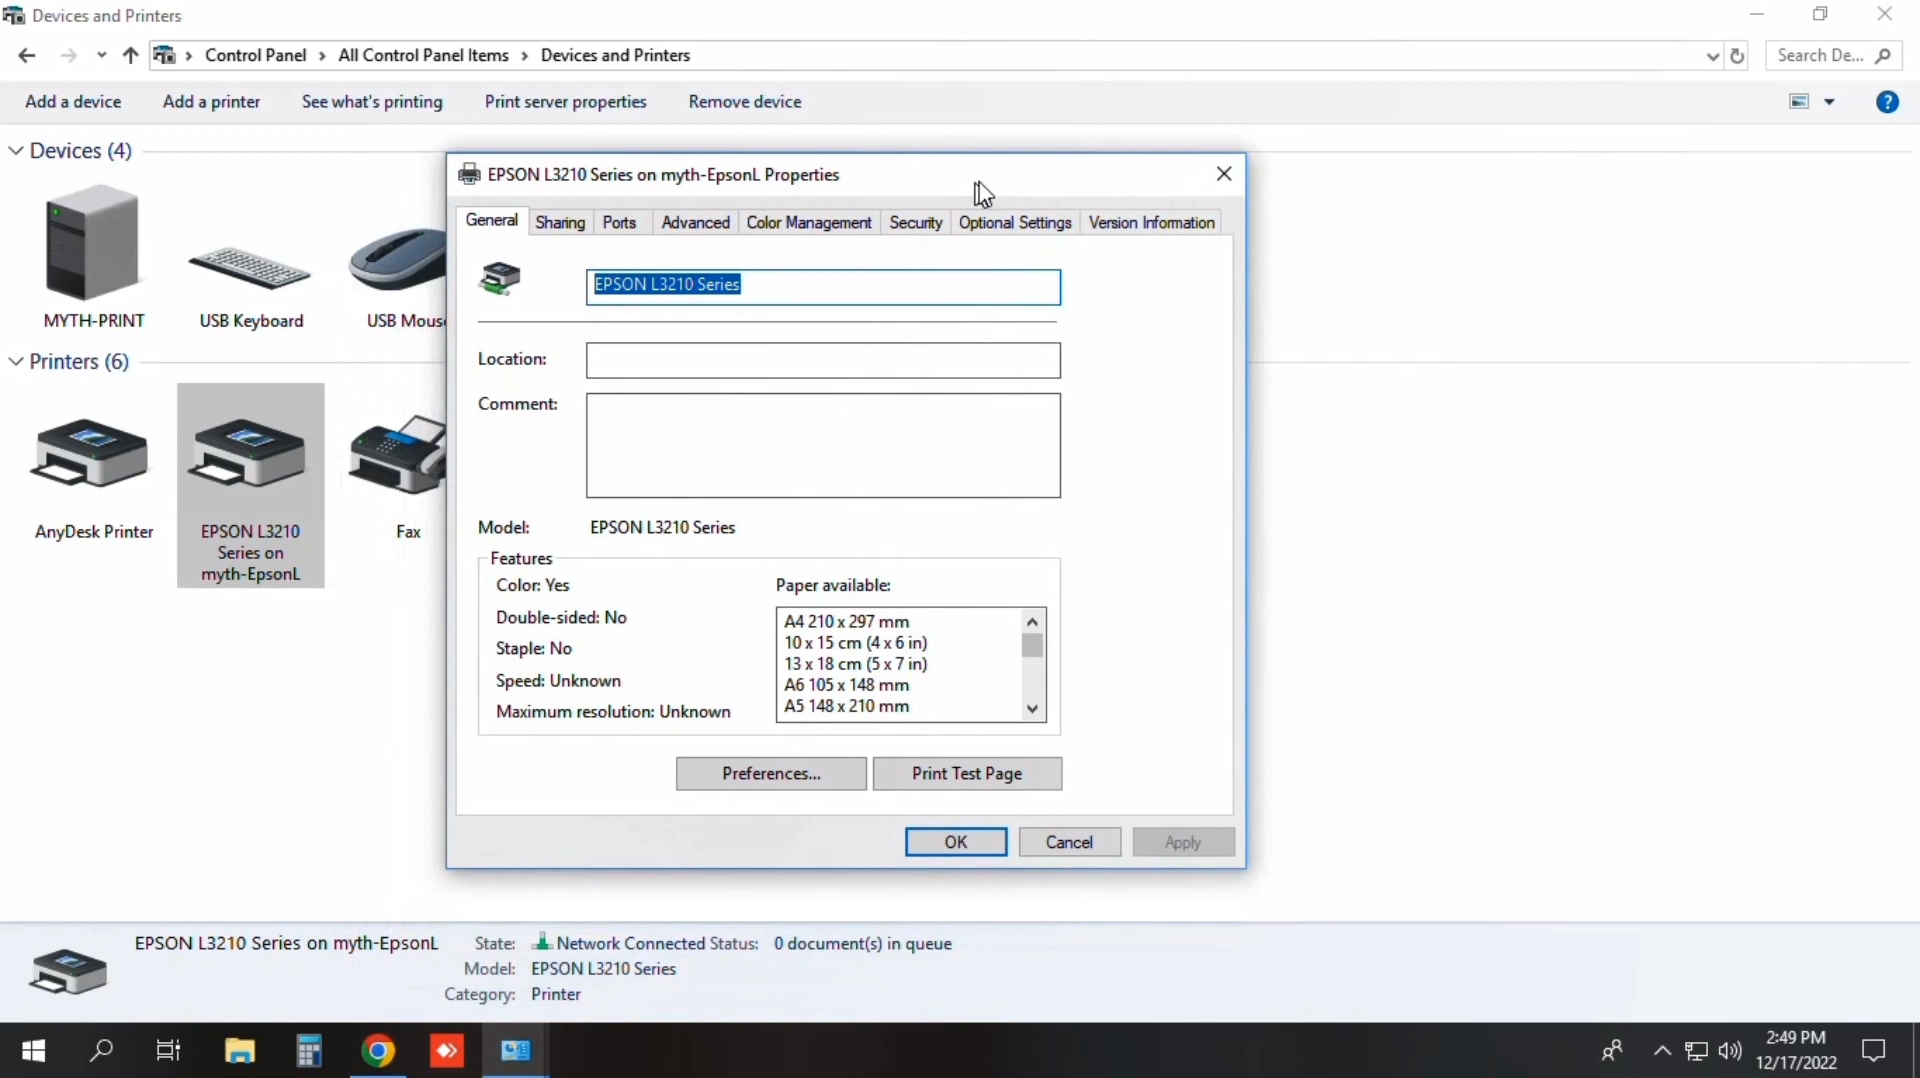 Devices and Printers
Control Panel > All Control Panel Items > Devices and Printers
Search De...
Add a device Add a printer See what's printing Print server properties Remove device
Devices (4)
MYTH-PRINT
USB Keyboard
USB Mous
Printers (6)
AnyDesk Printer
EPSON L3210
Series on
myth-EpsonL
Fax
EPSON L3210 Series on myth-EpsonL Properties
General Sharing Ports Advanced Color Management Security Optional Settings Version Information
EPSON L3210 Series
Location:
Comment:
Model: EPSON L3210 Series
Features
Color: Yes
Double-sided: No
Staple: No
Speed: Unknown
Maximum resolution: Unknown
Paper available:
A4 210 x 297 mm
10 x 15 cm (4 x 6 in)
13 x 18 cm (5 x 7 in)
A6 105 x 148 mm
A5 148 x 210 mm
Preferences... Print Test Page
OK Cancel Apply
EPSON L3210 Series on myth-EpsonL State: Network Connected Status: 0 document(s) in queue
Model: EPSON L3210 Series
Category: Printer
2:49 PM
12/17/2022